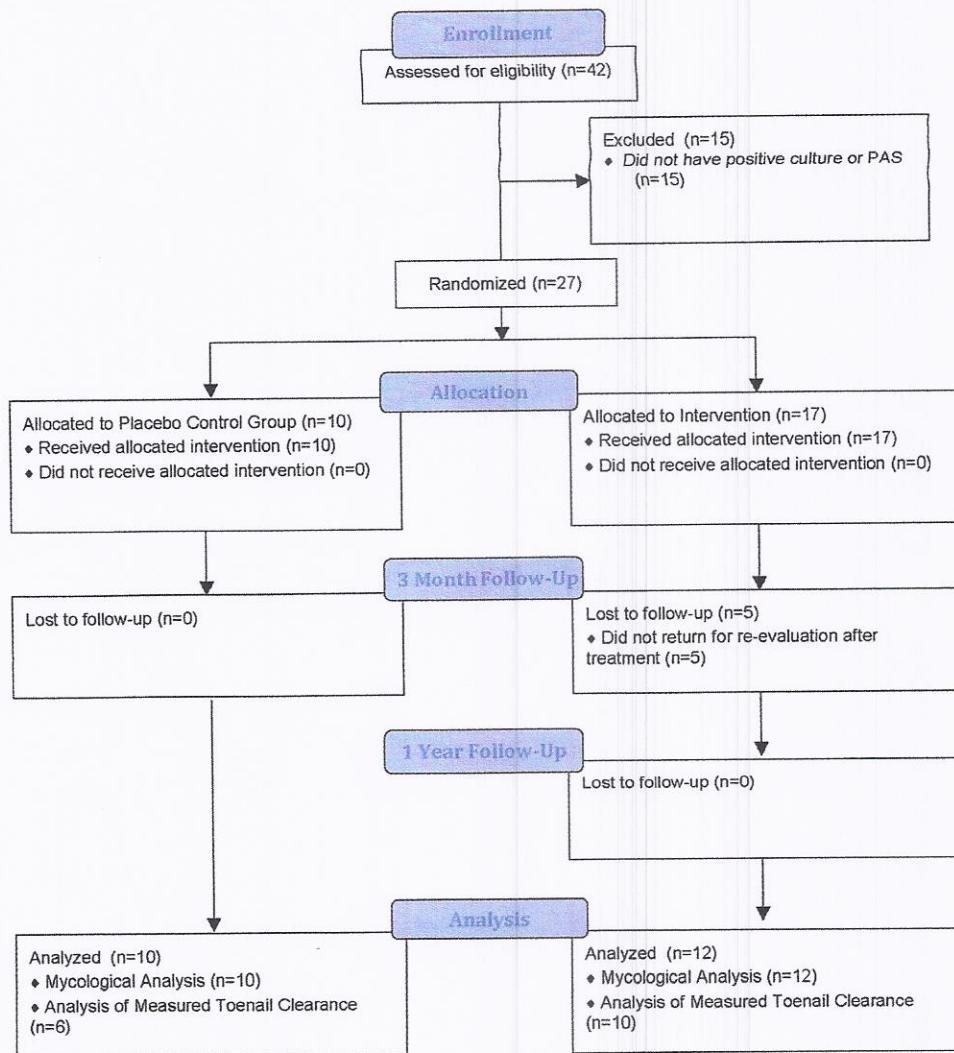 Enrollment
Assessed for eligibility (n=42)
Excluded (n=15)
♦ Did not have positive culture or PAS
(n=15)
Randomized (n=27)
Allocation
Allocated to Placebo Control Group (n=10)
♦ Received allocated intervention (n=10)
♦ Did not receive allocated intervention (n=0)
Allocated to Intervention (n=17)
♦ Received allocated intervention (n=17)
♦ Did not receive allocated intervention (n=0)
3 Month Follow-Up
Lost to follow-up (n=0)
Lost to follow-up (n=5)
♦ Did not return for re-evaluation after
treatment (n=5)
1 Year Follow-Up
Lost to follow-up (n=0)
Analysis
Analyzed (n=10)
♦ Mycological Analysis (n=10)
♦ Analysis of Measured Toenail Clearance
(n=6)
Analyzed (n=12)
♦ Mycological Analysis (n=12)
♦ Analysis of Measured Toenail Clearance
(n=10)